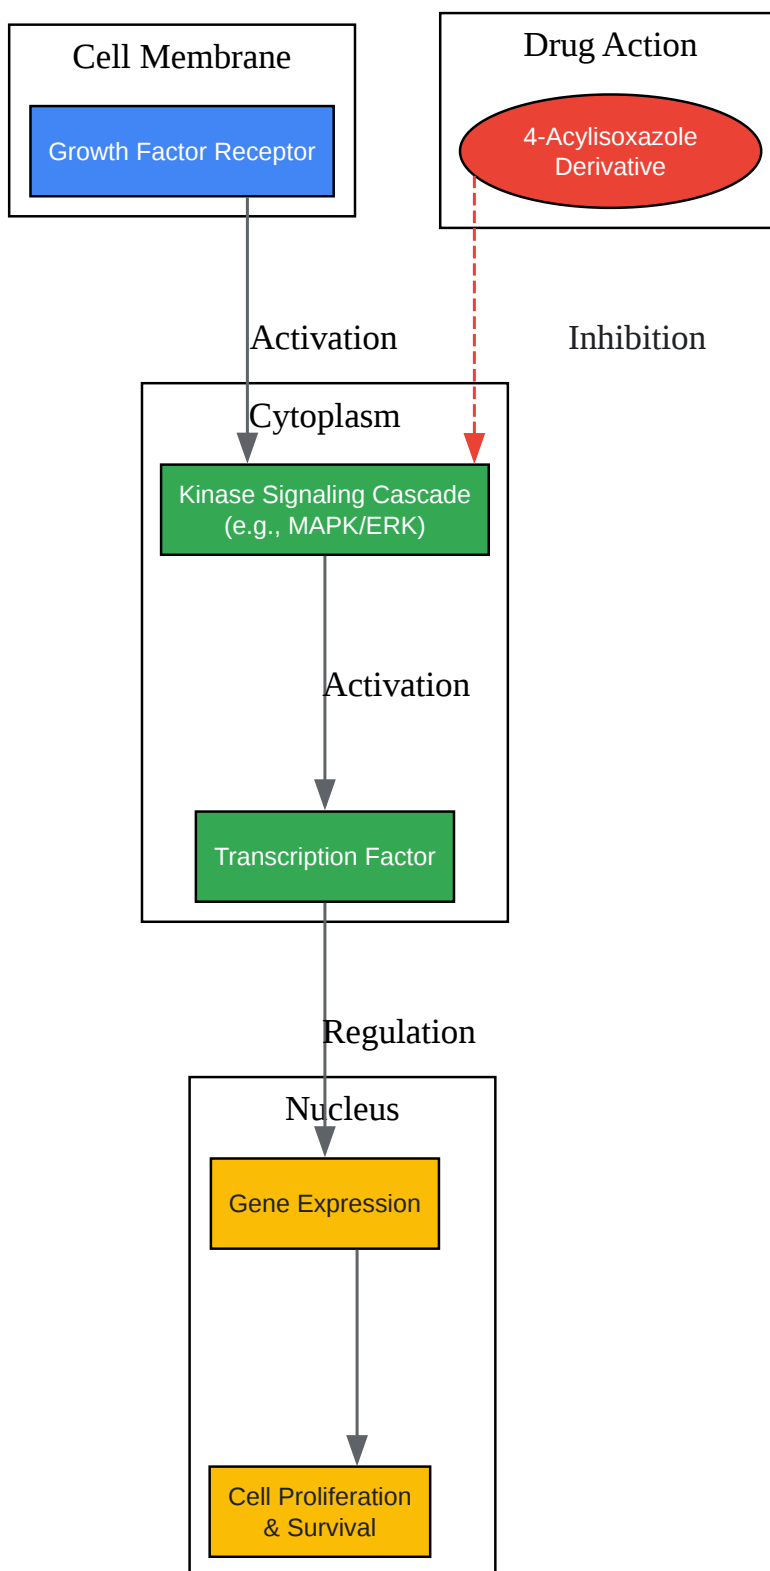 Cell Membrane
Growth Factor Receptor
Drug Action
4-Acylisoxazole
Derivative
Activation
Inhibition
Cytoplasm
Kinase Signaling Cascade
(e.g., MAPK/ERK)
Activation
Transcription Factor
Regulation
Nucleus
Gene Expression
Cell Proliferation
& Survival